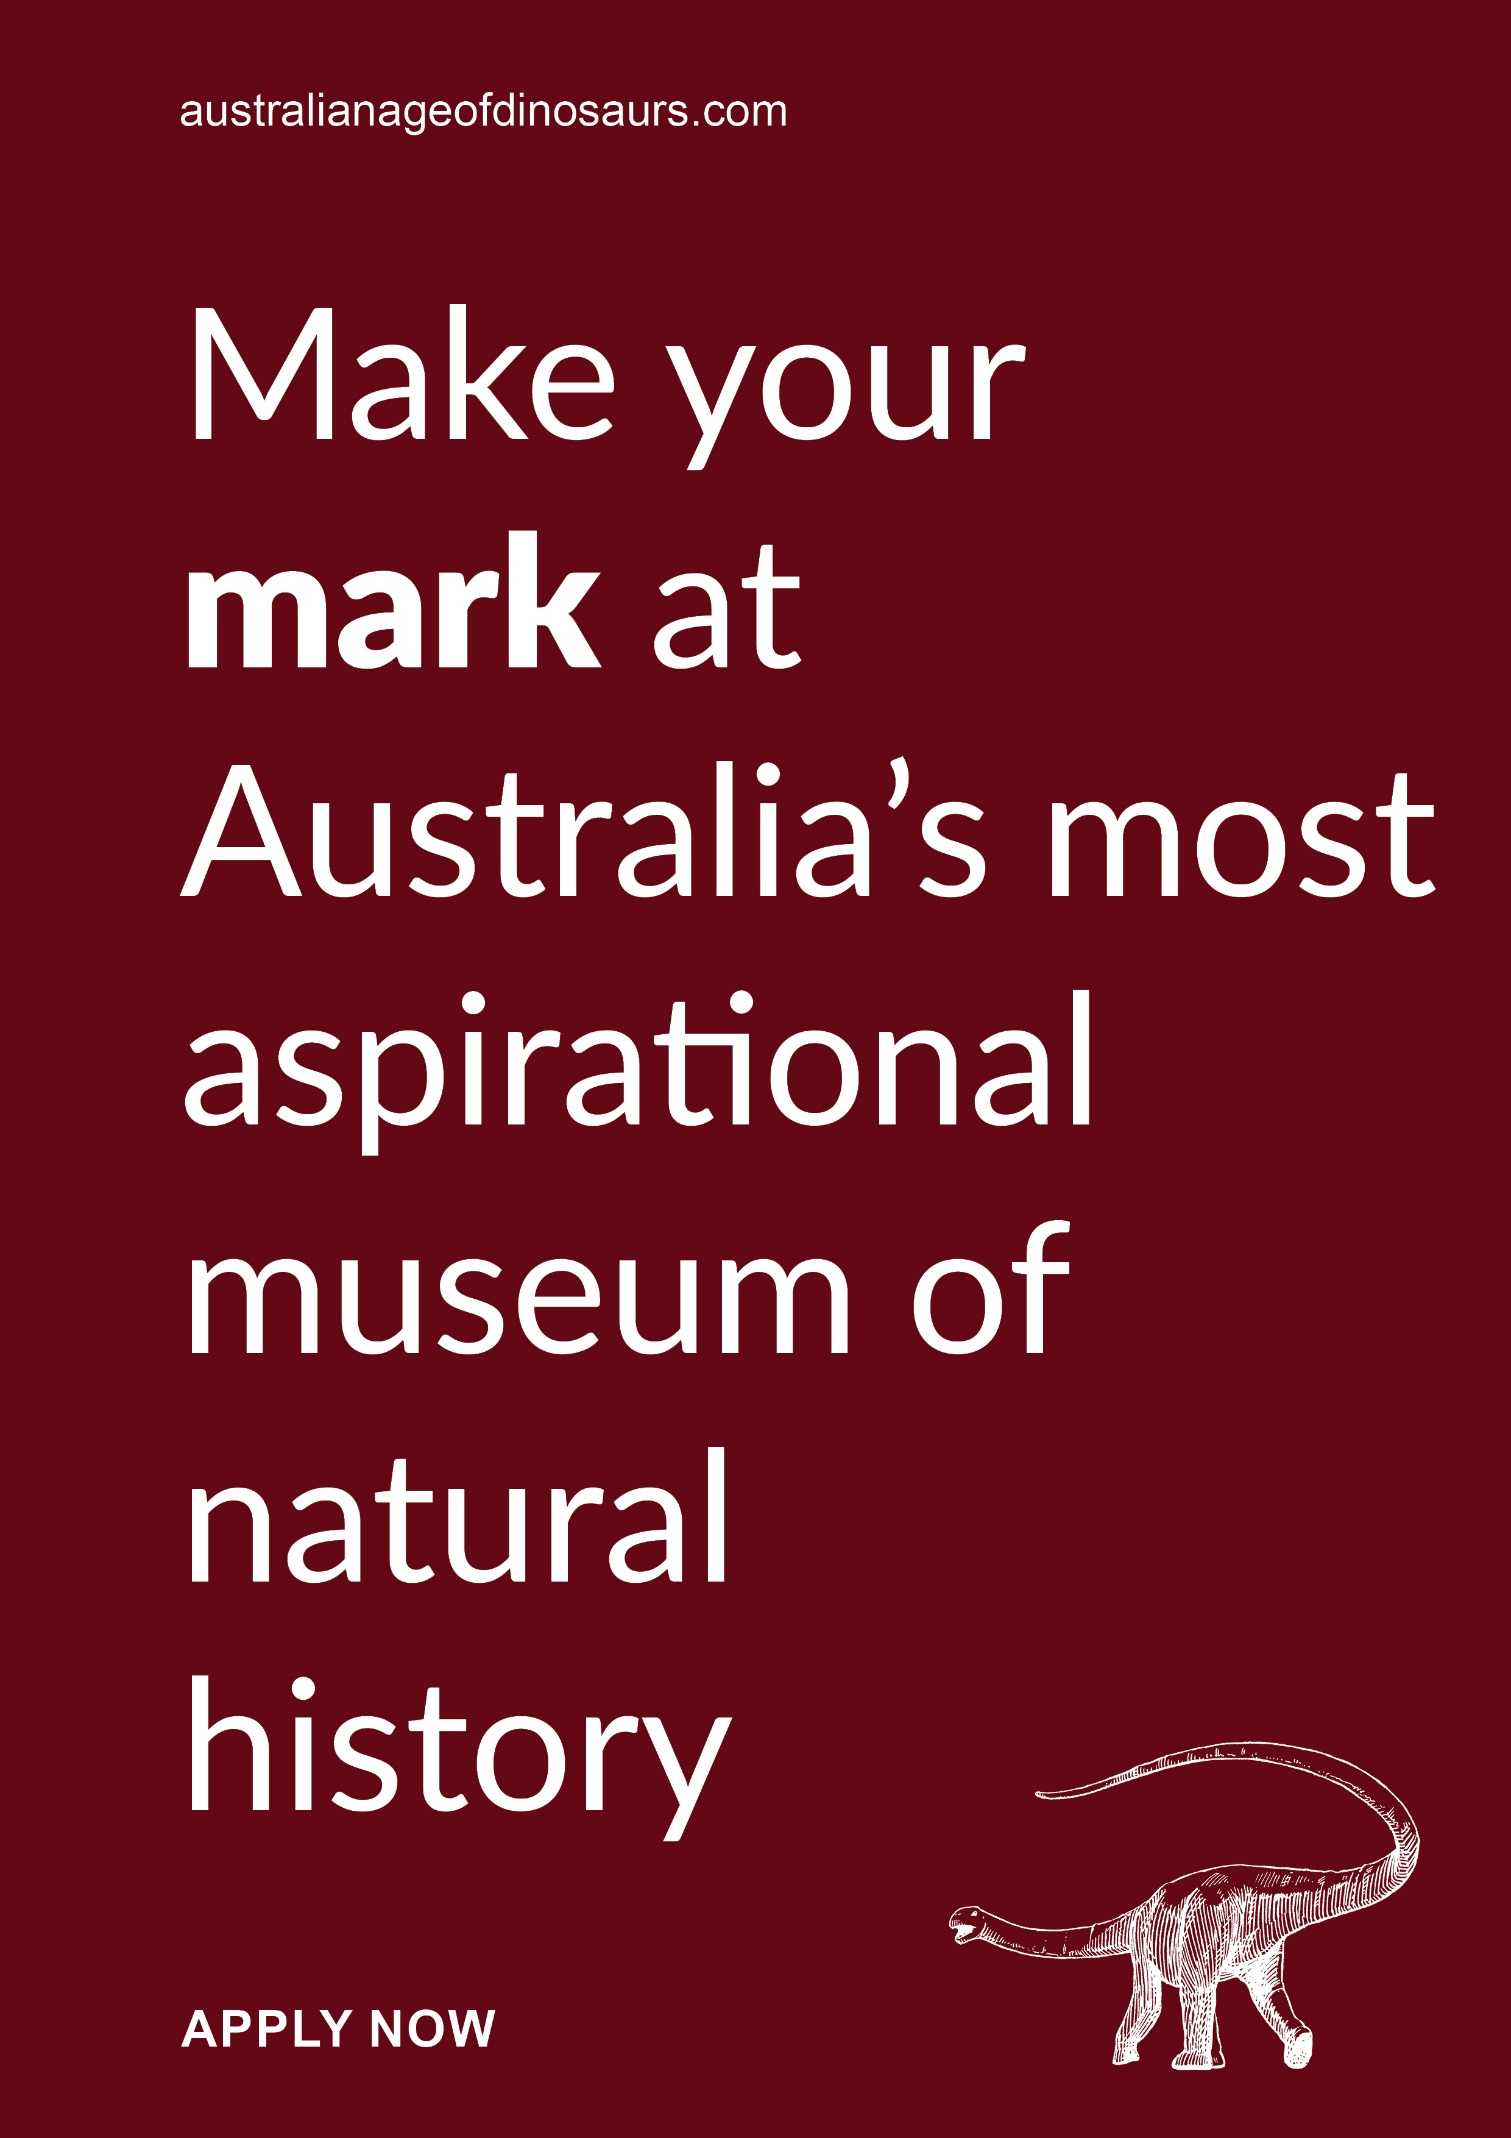 australianageofdinosaurs.com
Make your
mark at
Australia’s most
aspirational
museum of
natural
history
APPLY NOW